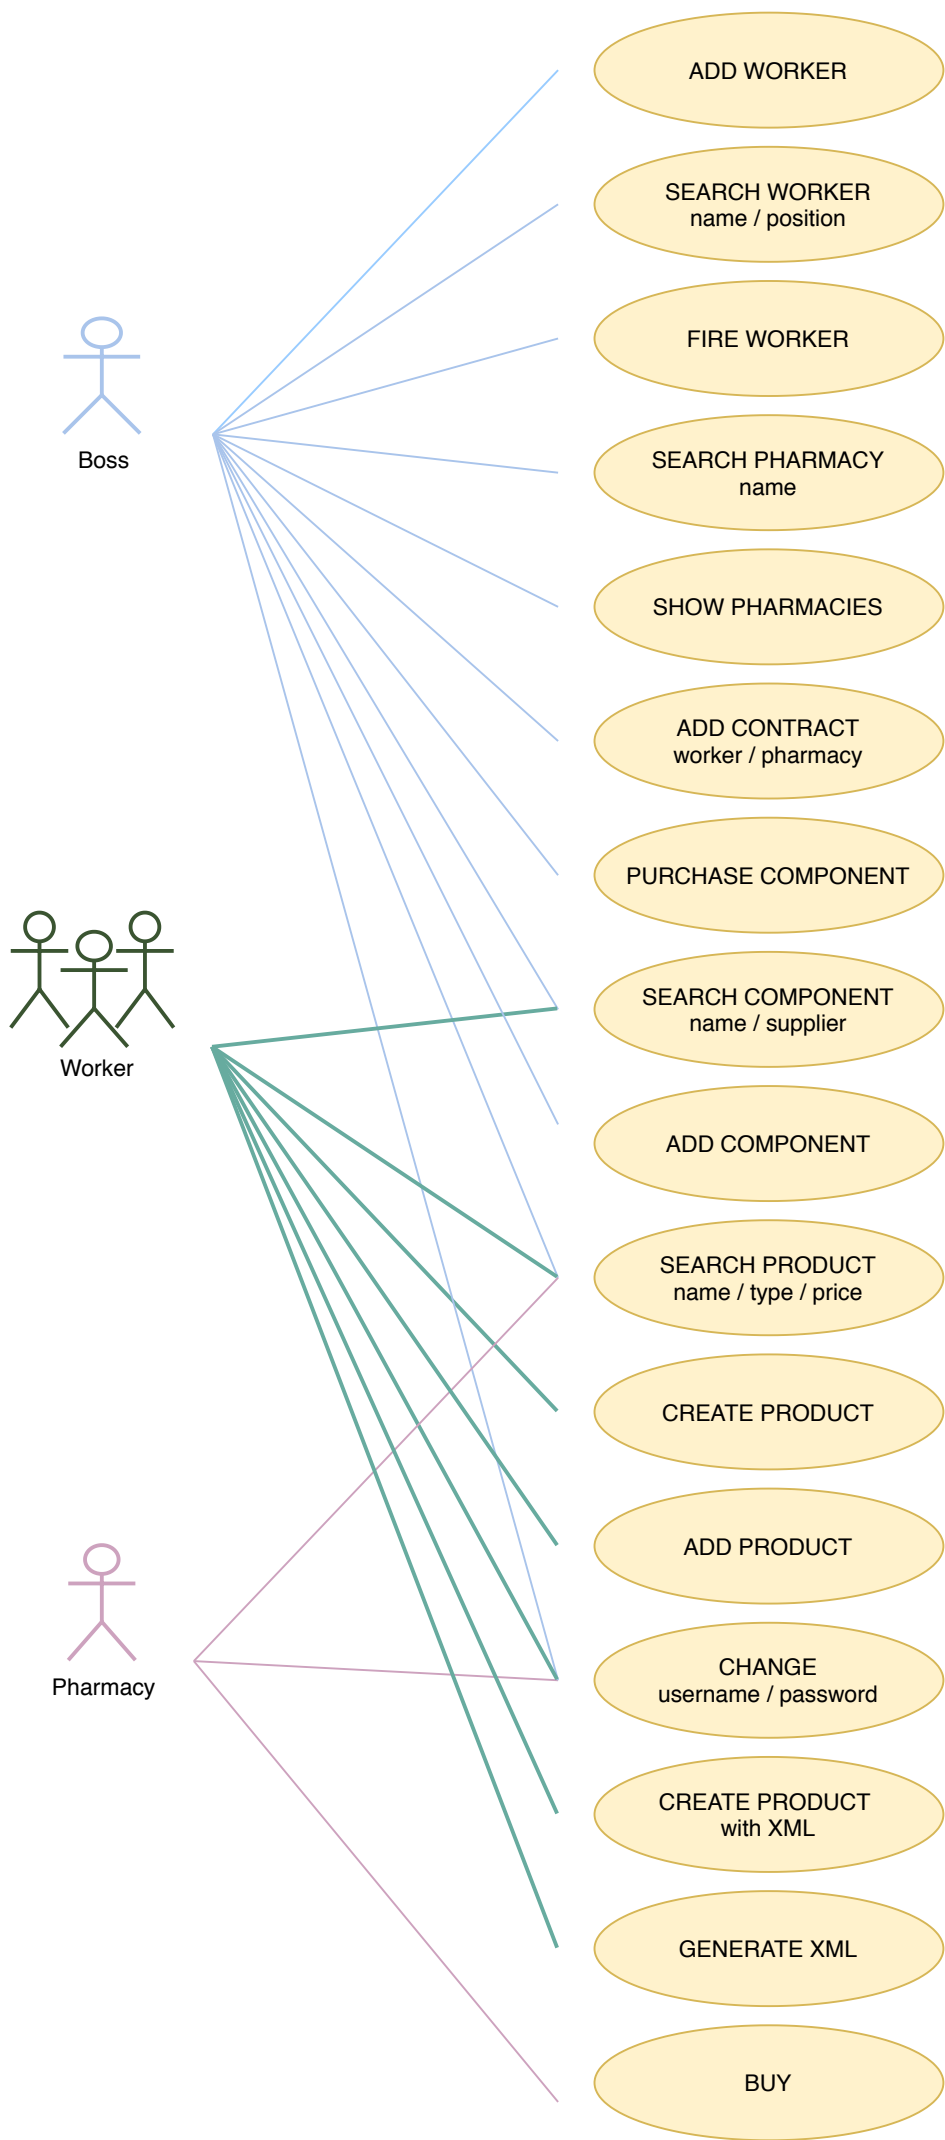 ADD WORKER
SEARCH WORKER
name / position
FIRE WORKER
Boss
SEARCH PHARMACY
name
SHOW PHARMACIES
ADD CONTRACT
worker / pharmacy
PURCHASE COMPONENT
SEARCH COMPONENT
name / supplier
Worker
ADD COMPONENT
SEARCH PRODUCT
name / type / price
CREATE PRODUCT
ADD PRODUCT
CHANGE
username / password
Pharmacy
CREATE PRODUCT
with XML
GENERATE XML
BUY